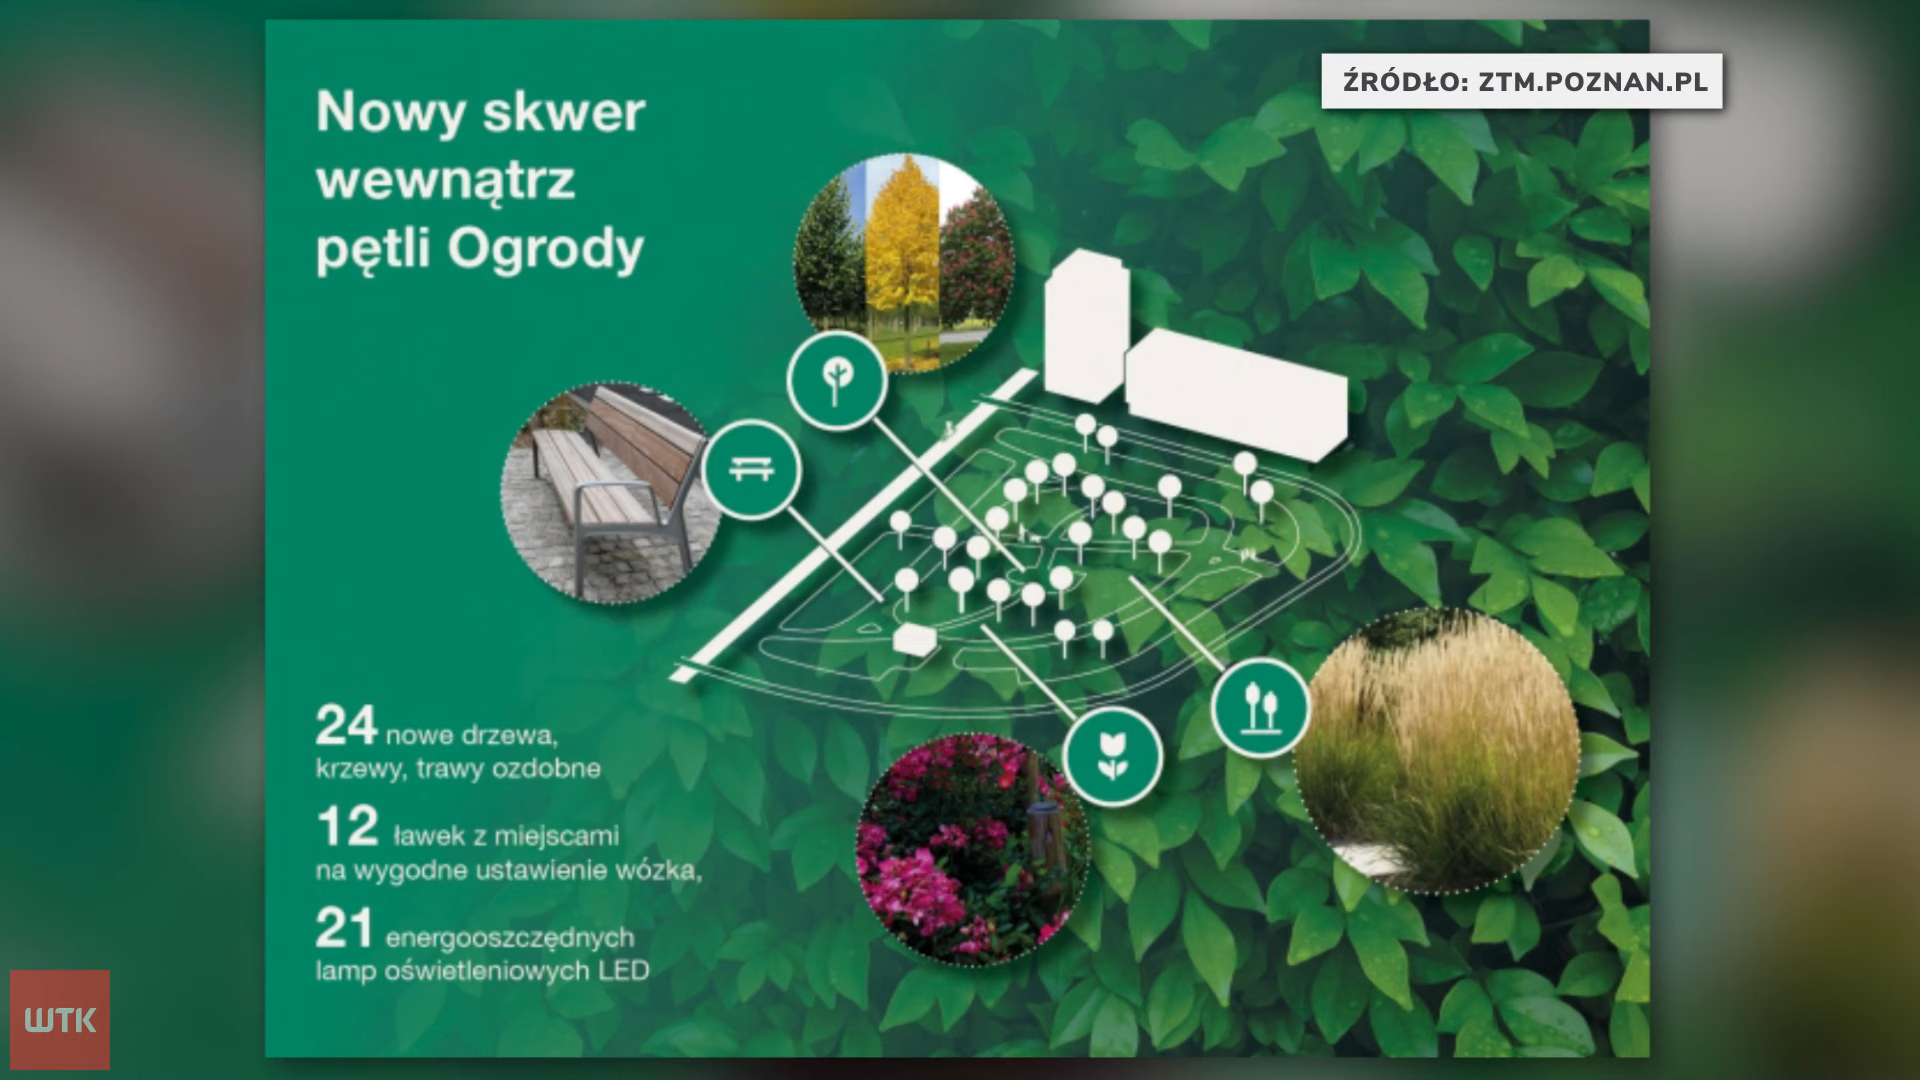 Nowy skwer
wewnątrz
pętli Ogrody
ŹRÓDŁO: ZTM.POZNAN.PL
24 nowe drzewa,
krzewy, trawy ozdobne
12 ławek z miejscami
na wygodne ustawienie wózka,
21 energooszczędnych
lamp oświetleniowych LED
WTK